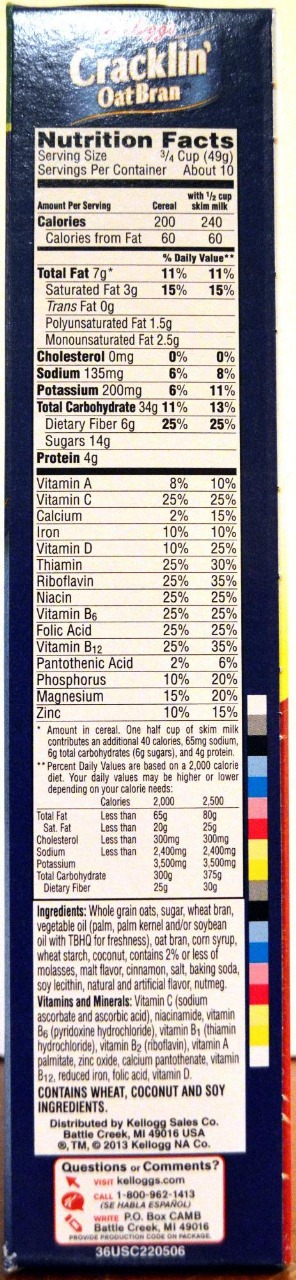 Kellogg's
Cracklin'
Oat Bran®
Nutrition Facts
Serving Size 3/4 Cup (49g)
Servings Per Container About 10
Amount Per Serving Cereal with 1/2 cup skim milk
Calories 200 240
Calories from Fat 60 60
% Daily Value**
Total Fat 7g* 11% 11%
Saturated Fat 3g 15% 15%
Trans Fat 0g
Polyunsaturated Fat 1.5g
Monounsaturated Fat 2.5g
Cholesterol 0mg 0% 0%
Sodium 135mg 6% 8%
Potassium 200mg 6% 11%
Total Carbohydrate 34g 11% 13%
Dietary Fiber 6g 25% 25%
Sugars 14g
Protein 4g
Vitamin A 8% 10%
Vitamin C 25% 25%
Calcium 2% 15%
Iron 10% 10%
Vitamin D 10% 25%
Thiamin 25% 30%
Riboflavin 25% 35%
Niacin 25% 25%
Vitamin B6 25% 25%
Folic Acid 25% 25%
Vitamin B12 25% 35%
Pantothenic Acid 2% 6%
Phosphorus 10% 20%
Magnesium 15% 20%
Zinc 10% 15%
* Amount in cereal. One half cup of skim milk
contributes an additional 40 calories, 65mg sodium,
6g total carbohydrates (6g sugars), and 4g protein.
** Percent Daily Values are based on a 2,000 calorie
diet. Your daily values may be higher or lower
depending on your calorie needs:
Calories 2,000 2,500
Total Fat Less than 65g 80g
Sat. Fat Less than 20g 25g
Cholesterol Less than 300mg 300mg
Sodium Less than 2,400mg 2,400mg
Potassium 3,500mg 3,500mg
Total Carbohydrate 300g 375g
Dietary Fiber 25g 30g
Ingredients: Whole grain oats, sugar, wheat bran,
vegetable oil (palm, palm kernel and/or soybean
oil with TBHQ for freshness), oat bran, corn syrup,
wheat starch, coconut, contains 2% or less of
molasses, malt flavor, cinnamon, salt, baking soda,
soy lecithin, natural and artificial flavor, nutmeg.
Vitamins and Minerals: Vitamin C (sodium
ascorbate and ascorbic acid), niacinamide, vitamin
B6 (pyridoxine hydrochloride), vitamin B1 (thiamin
hydrochloride), vitamin B2 (riboflavin), vitamin A
palmitate, zinc oxide, calcium pantothenate, vitamin
B12, reduced iron, folic acid, vitamin D.
CONTAINS WHEAT, COCONUT AND SOY
INGREDIENTS.
Distributed by Kellogg Sales Co.
Battle Creek, MI 49016 USA
®, TM, © 2013 Kellogg NA Co.
Questions or Comments?
VISIT kelloggs.com
CALL 1-800-962-1413
(SE HABLA ESPAÑOL)
WRITE P.O. Box CAMB
Battle Creek, MI 49016
PROVIDE PRODUCTION CODE ON PACKAGE.
36USC220506